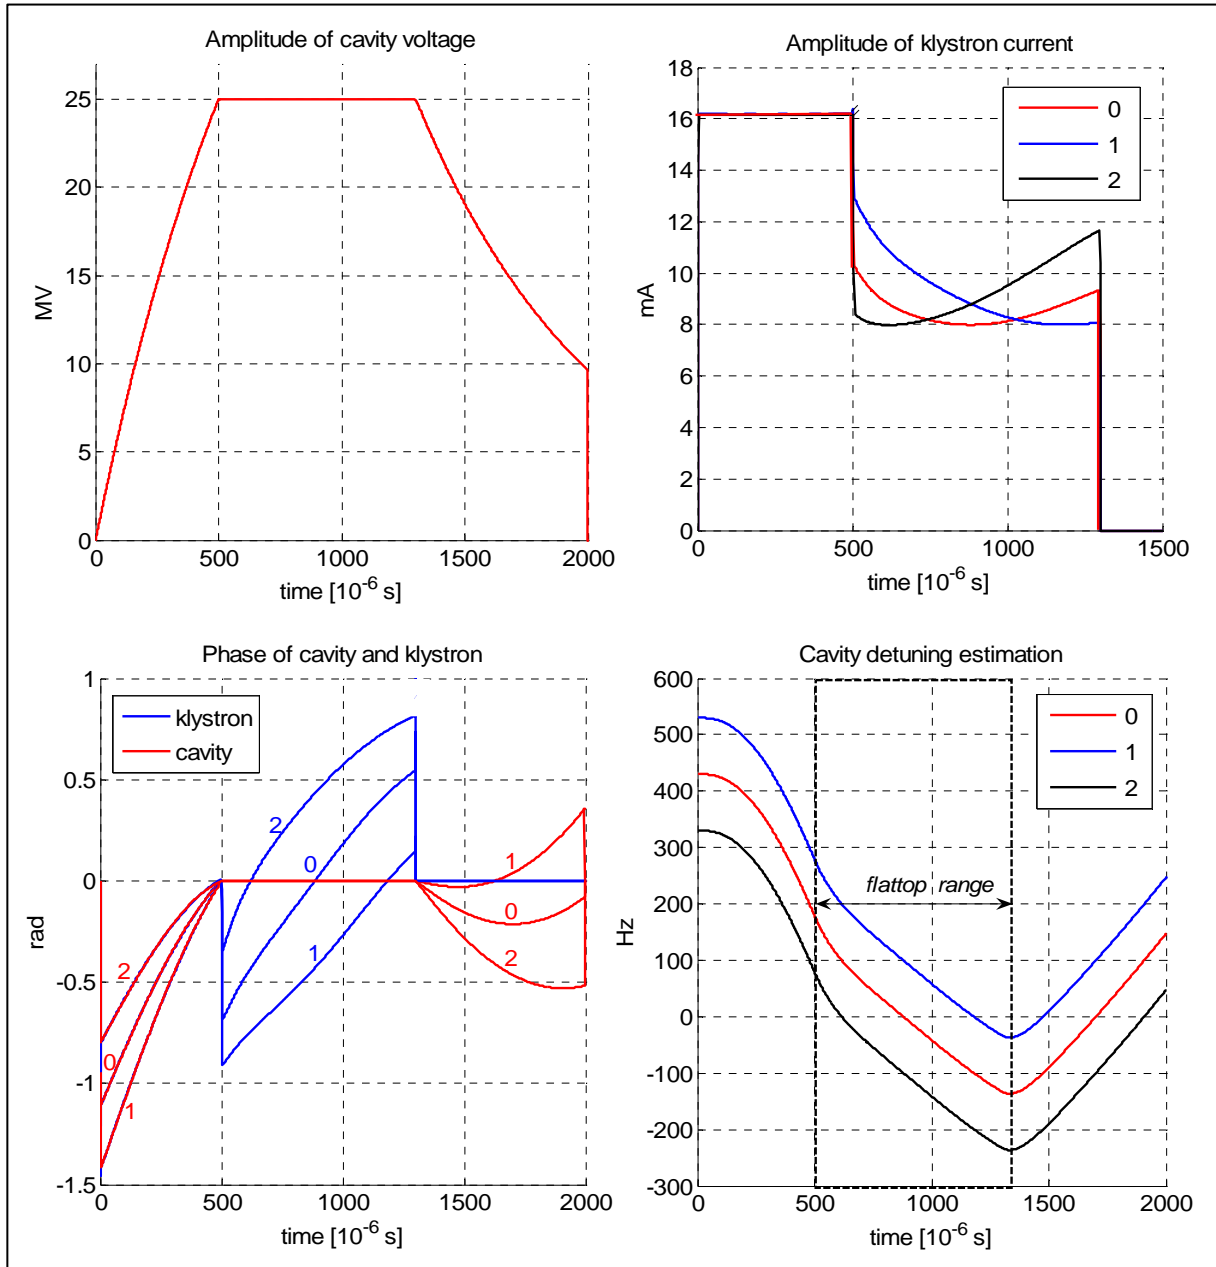 Amplitude of cavity voltage
25
20
15
10
5
0
MV
0 500 1000 1500 2000
time [10-6 s]
Amplitude of klystron current
18
16
14
12
10
8
6
4
2
0
mA
0
1
2
0 500 1000 1500
time [10-6 s]
Phase of cavity and klystron
1
0.5
0
-0.5
-1
-1.5
rad
klystron
cavity
2
0
1
2
0
1
1
0
2
0 500 1000 1500 2000
time [10-6 s]
Cavity detuning estimation
600
500
400
300
200
100
0
-100
-200
-300
Hz
0
1
2
flattop range
0 500 1000 1500 2000
time [10-6 s]